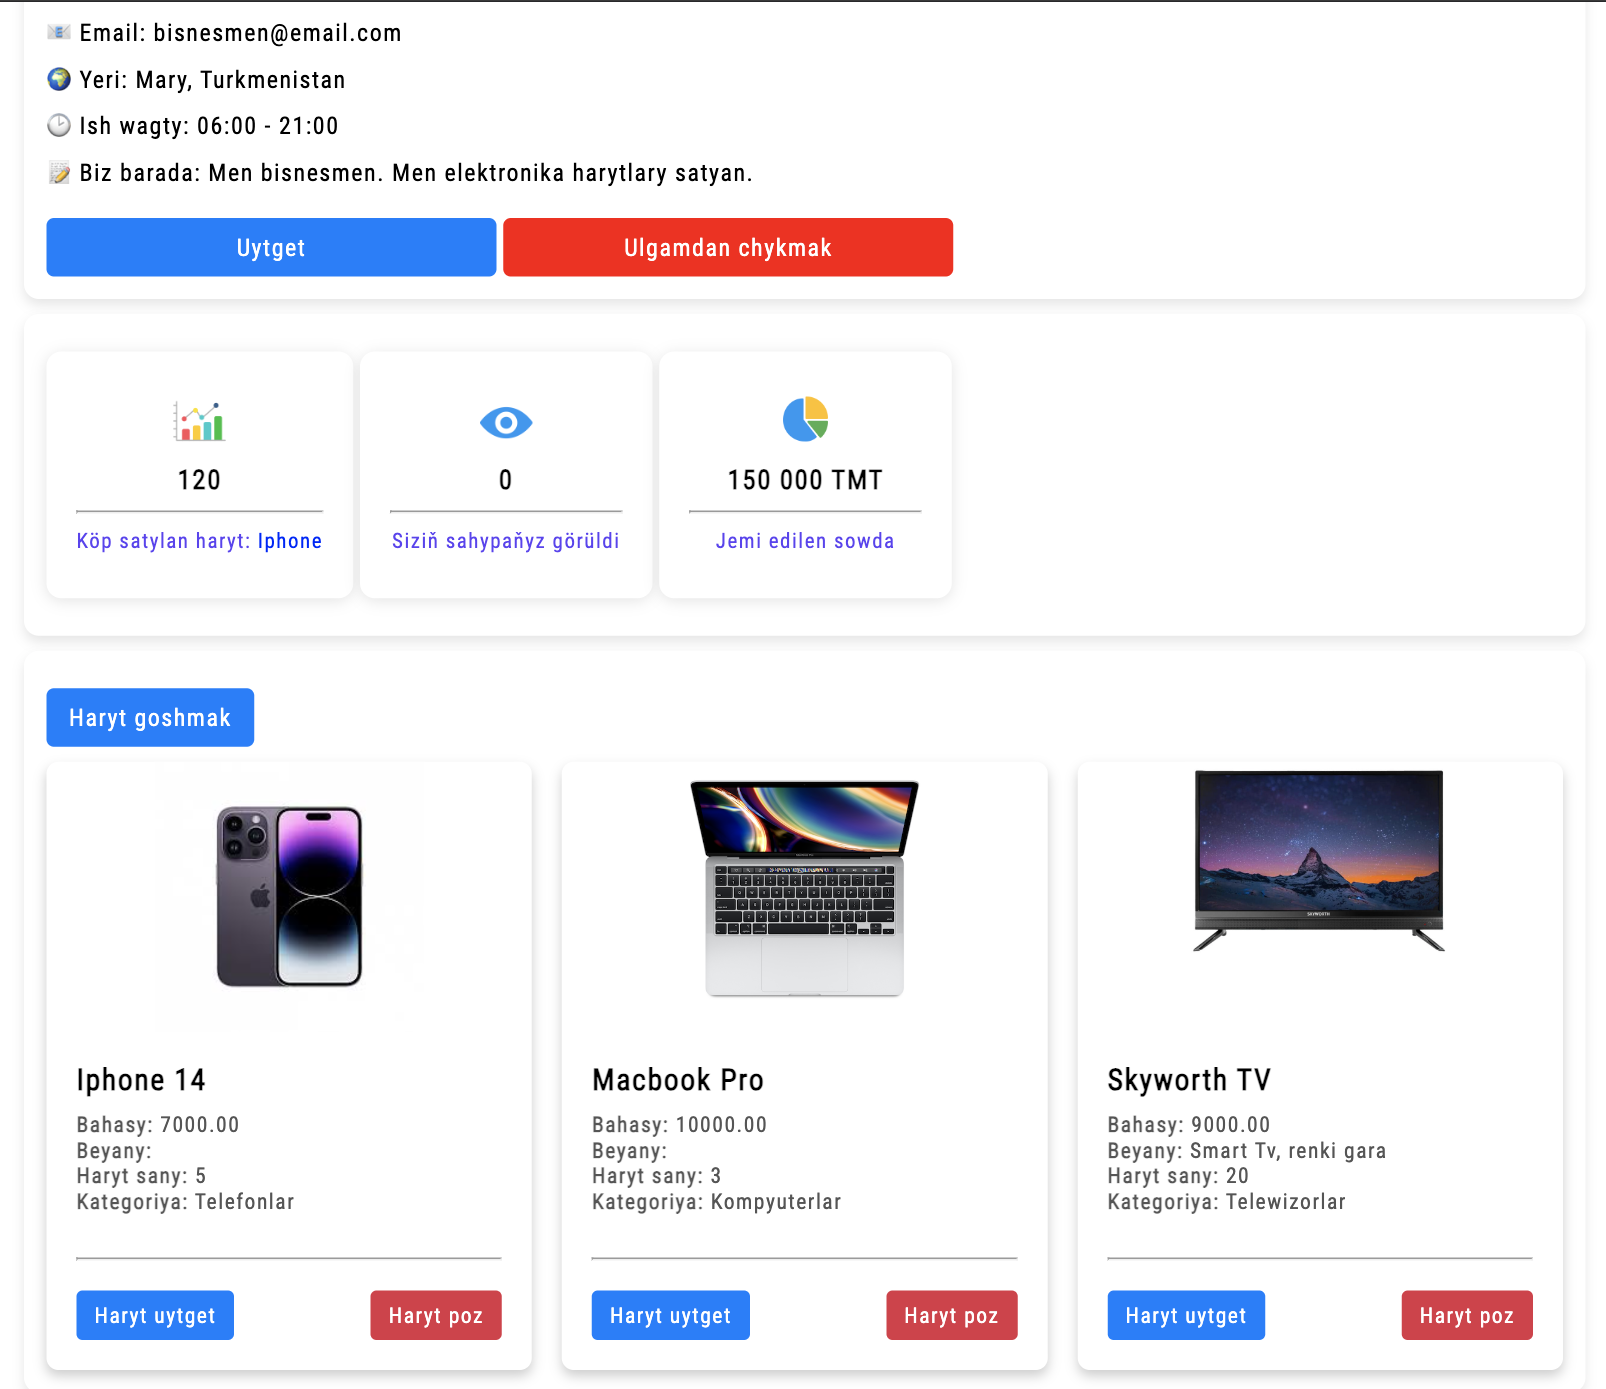 Email: bisnesmen@email.com
Yeri: Mary, Turkmenistan
Ish wagty: 06:00 - 21:00
Biz barada: Men bisnesmen. Men elektronika harytlary satyan.
Uytget
Ulgamdan chykmak
120
Köp satylan haryt: Iphone
0
Siziň sahypaňyz görüldi
150 000 TMT
Jemi edilen sowda
Haryt goshmak
Iphone 14
Bahasy: 7000.00
Beyany:
Haryt sany: 5
Kategoriya: Telefonlar
Haryt uytget
Haryt poz
Macbook Pro
Bahasy: 10000.00
Beyany:
Haryt sany: 3
Kategoriya: Kompyuterlar
Haryt uytget
Haryt poz
SKYWORTH
Skyworth TV
Bahasy: 9000.00
Beyany: Smart Tv, renki gara
Haryt sany: 20
Kategoriya: Telewizorlar
Haryt uytget
Haryt poz